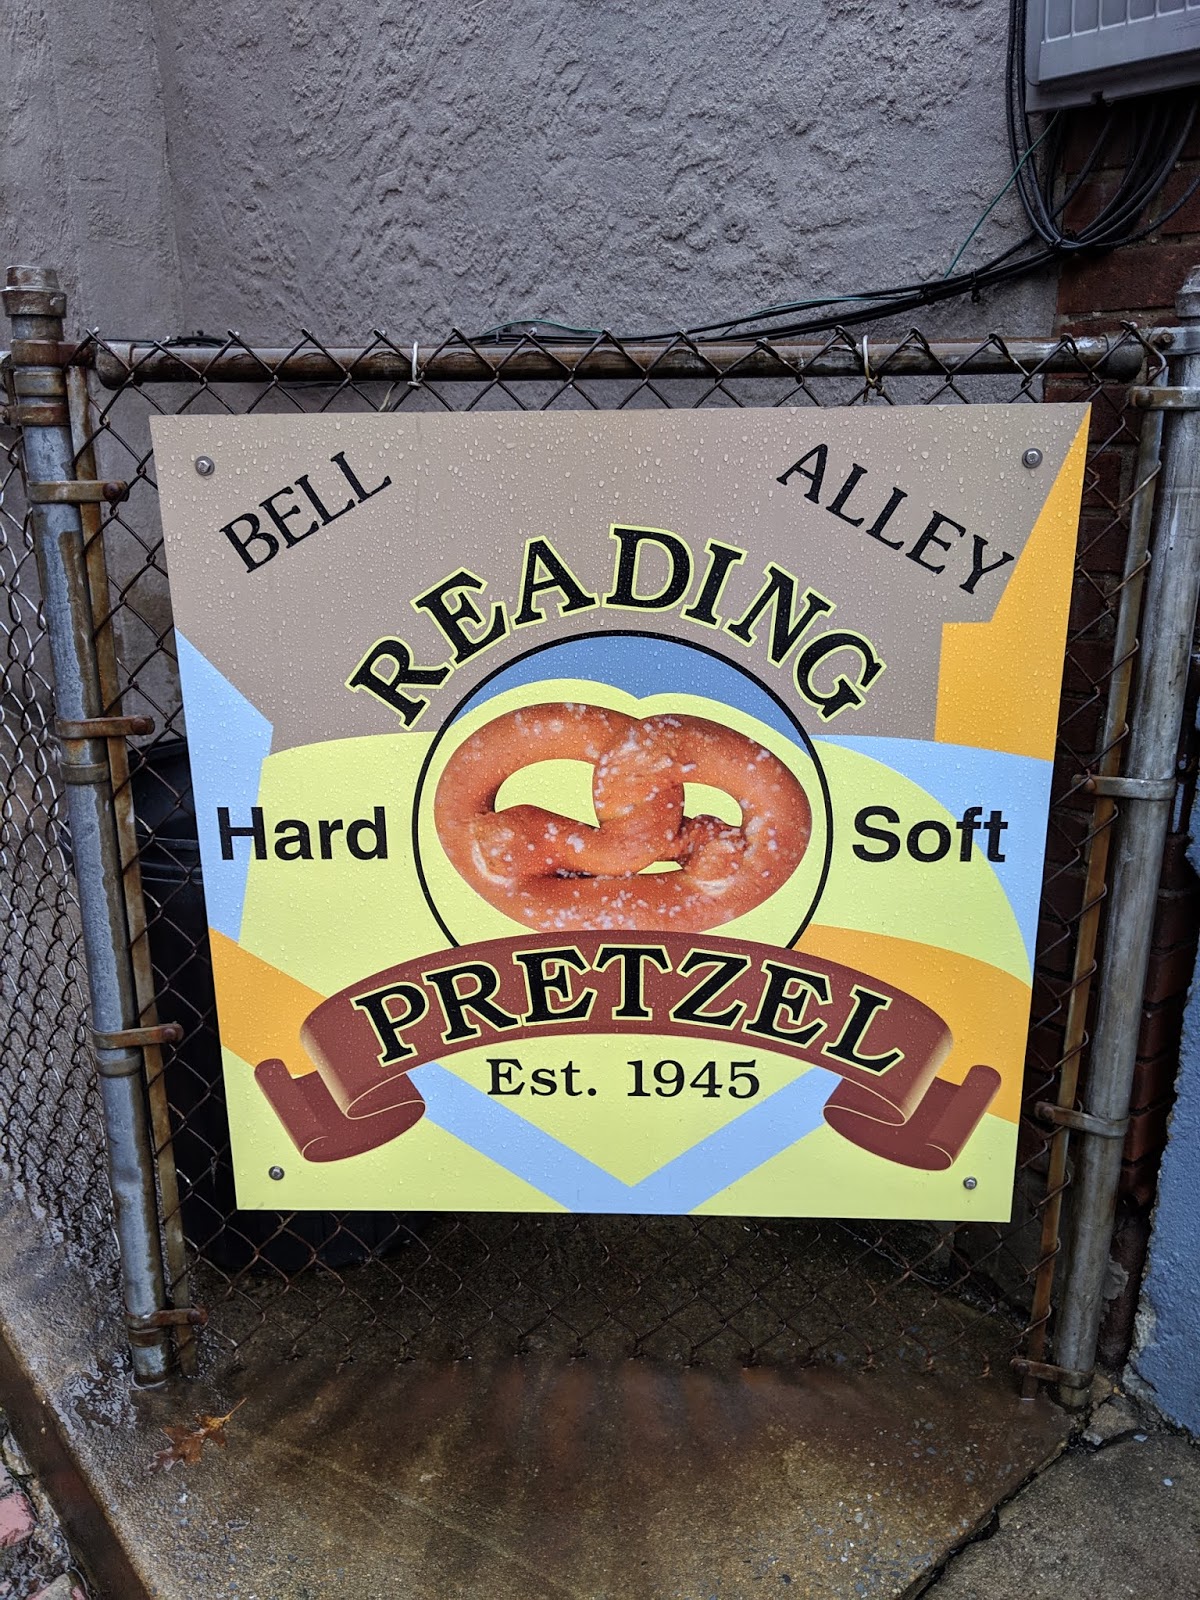 BELL ALLEY
READING
Hard Soft
PRETZEL
Est. 1945